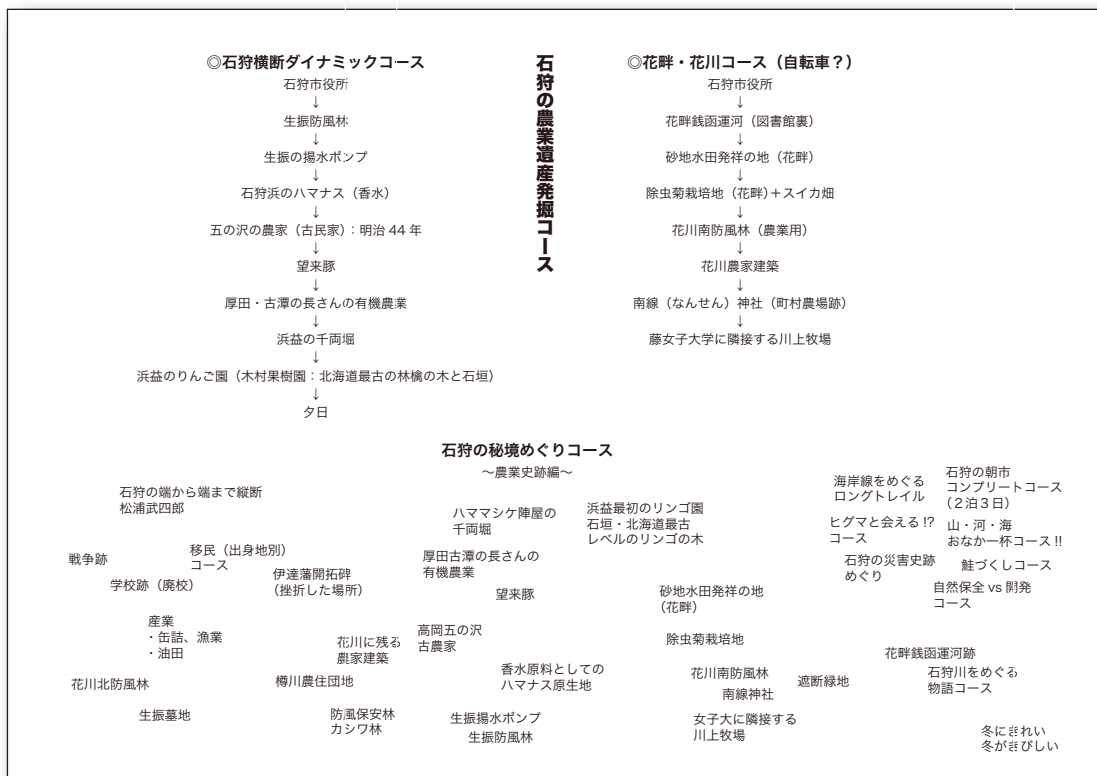 石狩の農業遺産発掘コース
◎石狩横断ダイナミックコース
石狩市役所
↓
生振防風林
↓
生振の揚水ポンプ
↓
石狩浜のハマナス（香水）
↓
五の沢の農家（古民家）：明治 44 年
↓
望来豚
↓
厚田・古潭の長さんの有機農業
↓
浜益の千両堀
↓
浜益のりんご園（木村果樹園：北海道最古の林檎の木と石垣）
↓
夕日
◎花畔・花川コース（自転車？）
石狩市役所
↓
花畔銭函運河（図書館裏）
↓
砂地水田発祥の地（花畔）
↓
除虫菊栽培地（花畔）＋スイカ畑
↓
花川南防風林（農業用）
↓
花川農家建築
↓
南線（なんせん）神社（町村農場跡）
↓
藤女子大学に隣接する川上牧場
石狩の秘境めぐりコース
〜農業史跡編〜
石狩の端から端まで縦断
松浦武四郎
戦争跡
移民（出身地別）
コース
学校跡（廃校）
伊達藩開拓碑
（挫折した場所）
産業
・缶詰、漁業
・油田
花川に残る
農家建築
花川北防風林
樽川農住団地
生振墓地
防風保安林
カシワ林
ハママシケ陣屋の
千両堀
浜益最初のリンゴ園
石垣・北海道最古
レベルのリンゴの木
厚田古潭の長さんの
有機農業
望来豚
高岡五の沢
古農家
香水原料としての
ハマナス原生地
生振揚水ポンプ
生振防風林
砂地水田発祥の地
（花畔）
除虫菊栽培地
花川南防風林
南線神社
遮断緑地
女子大に隣接する
川上牧場
海岸線をめぐる
ロングトレイル
石狩の朝市
コンプリートコース
（２泊３日）
ヒグマと会える !?
コース
山・河・海
おなか一杯コース !!
石狩の災害史跡
めぐり
鮭づくしコース
自然保全 vs 開発
コース
花畔銭函運河跡
石狩川をめぐる
物語コース
冬にきれい
冬がきびしい